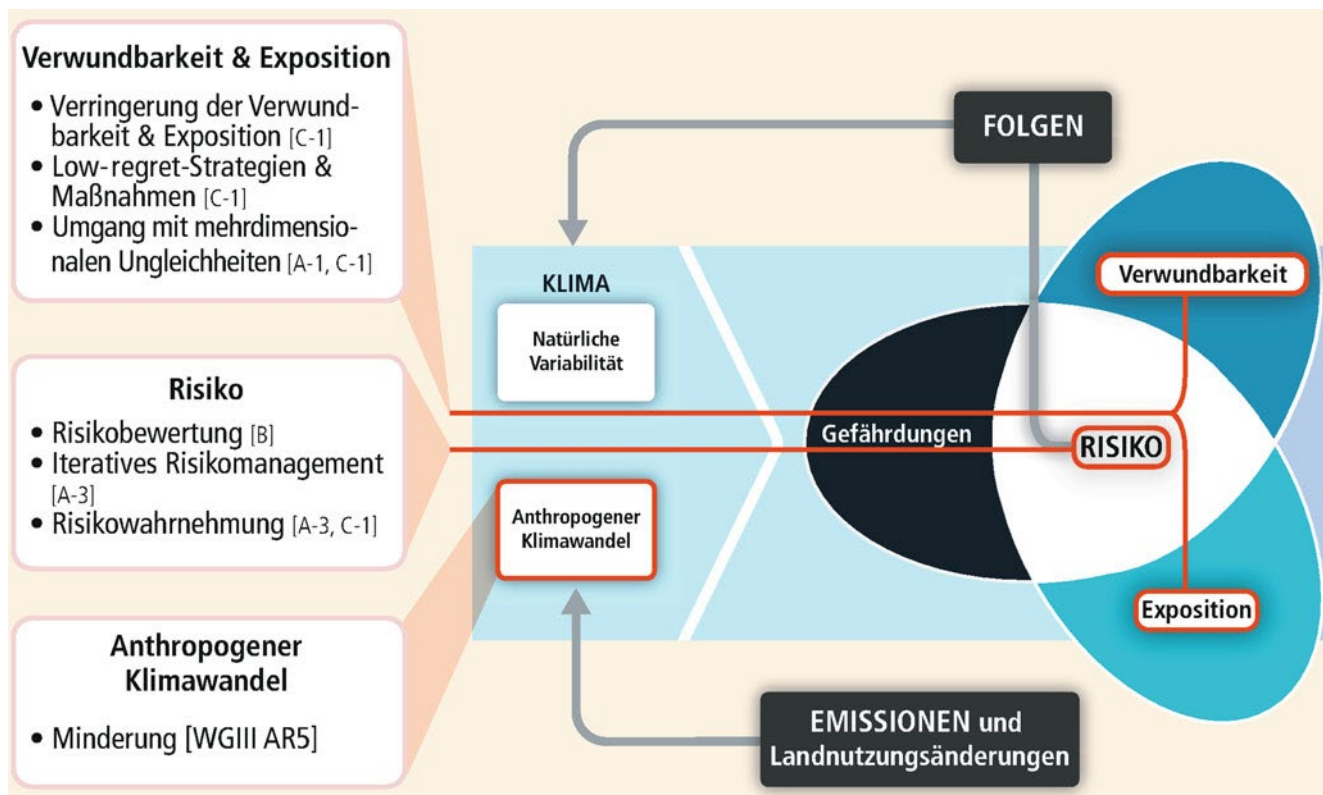 Verwundbarkeit & Exposition
• Verringerung der Verwund-
barkeit & Exposition [C-1]
• Low-regret-Strategien &
Maßnahmen [C-1]
• Umgang mit mehrdimensio-
nalen Ungleichheiten [A-1, C-1]
Risiko
• Risikobewertung [B]
• Iteratives Risikomanagement
[A-3]
• Risikowahrnehmung [A-3, C-1]
Anthropogener
Klimawandel
• Minderung [WGIII AR5]
KLIMA
Natürliche
Variabilität
Anthropogener
Klimawandel
FOLGEN
Verwundbarkeit
Gefährdungen
RISIKO
Exposition
EMISSIONEN und
Landnutzungsänderungen